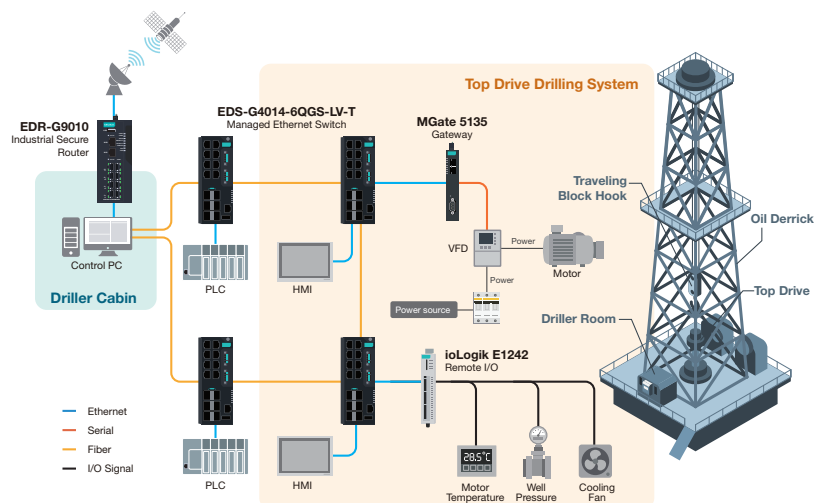 Top Drive Drilling System
EDR-G9010
Industrial Secure
Router
EDS-G4014-6QGS-LV-T
Managed Ethernet Switch
MGate 5135
Gateway
Traveling
Block Hook
Oil Derrick
Control PC
VFD
Power
Motor
PLC
HMI
Power
Driller Cabin
Power source
Top Drive
Driller Room
ioLogik E1242
Remote I/O
Ethernet
Serial
Fiber
I/O Signal
28.5°C
PLC
HMI
Motor
Temperature
Well
Pressure
Cooling
Fan